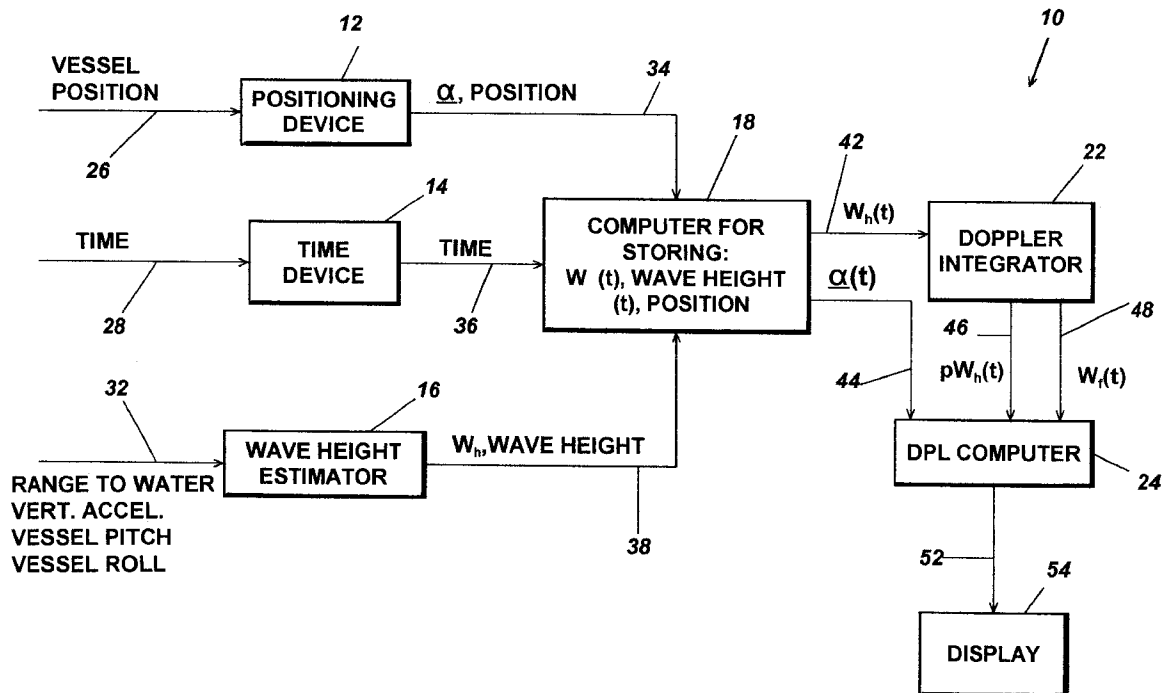 10
12
VESSEL
POSITION
POSITIONING
DEVICE
α, POSITION
34
26
18
42
22
14
TIME
TIME
DEVICE
TIME
28
36
COMPUTER FOR
STORING:
W (t), WAVE HEIGHT
(t), POSITION
Wh(t)
DOPPLER
INTEGRATOR
α(t)
46
48
44
pWh(t)
Wf(t)
32
16
WAVE HEIGHT
ESTIMATOR
Wh, WAVE HEIGHT
38
RANGE TO WATER
VERT. ACCEL.
VESSEL PITCH
VESSEL ROLL
DPL COMPUTER
24
52
54
DISPLAY